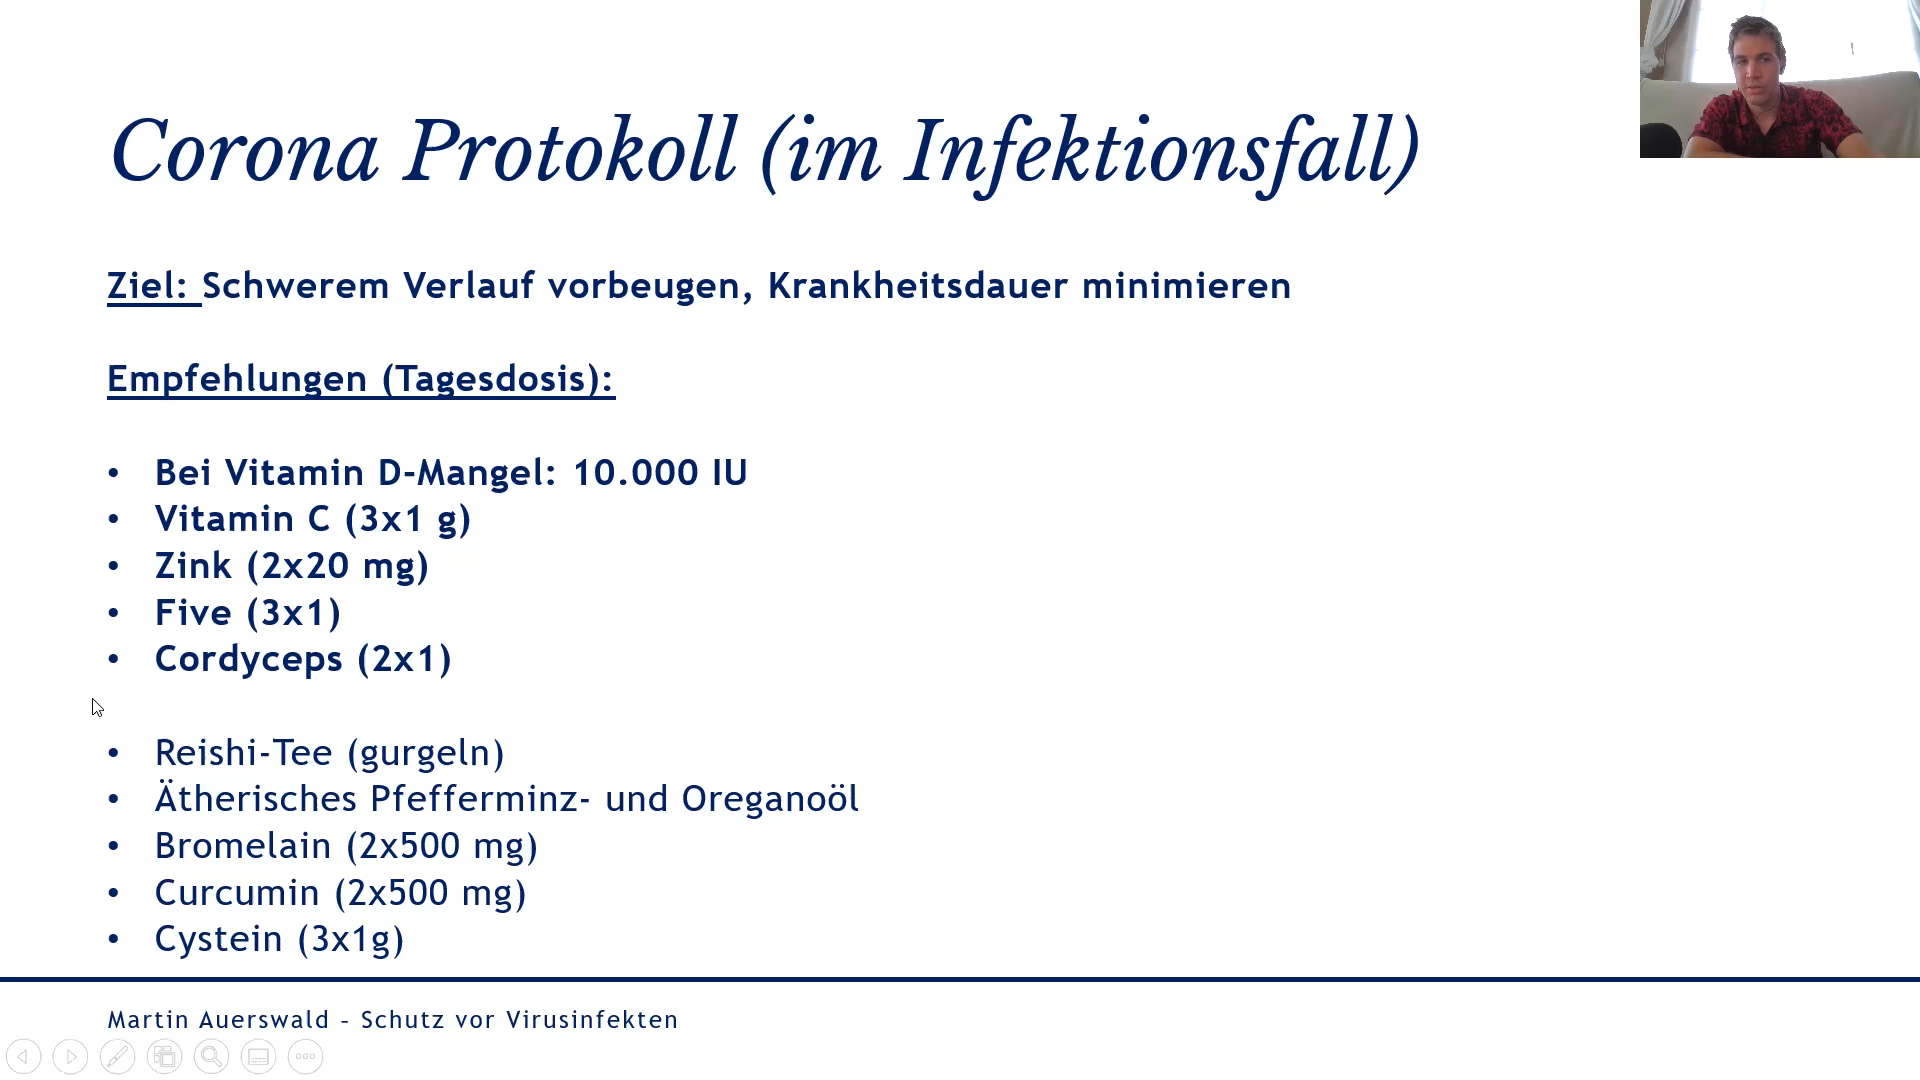 Corona Protokoll (im Infektionsfall)
Ziel: Schwerem Verlauf vorbeugen, Krankheitsdauer minimieren
Empfehlungen (Tagesdosis):
• Bei Vitamin D-Mangel: 10.000 IU
• Vitamin C (3x1 g)
• Zink (2x20 mg)
• Five (3x1)
• Cordyceps (2x1)
• Reishi-Tee (gurgeln)
• Ätherisches Pfefferminz- und Oreganoöl
• Bromelain (2x500 mg)
• Curcumin (2x500 mg)
• Cystein (3x1g)
Martin Auerswald – Schutz vor Virusinfekten